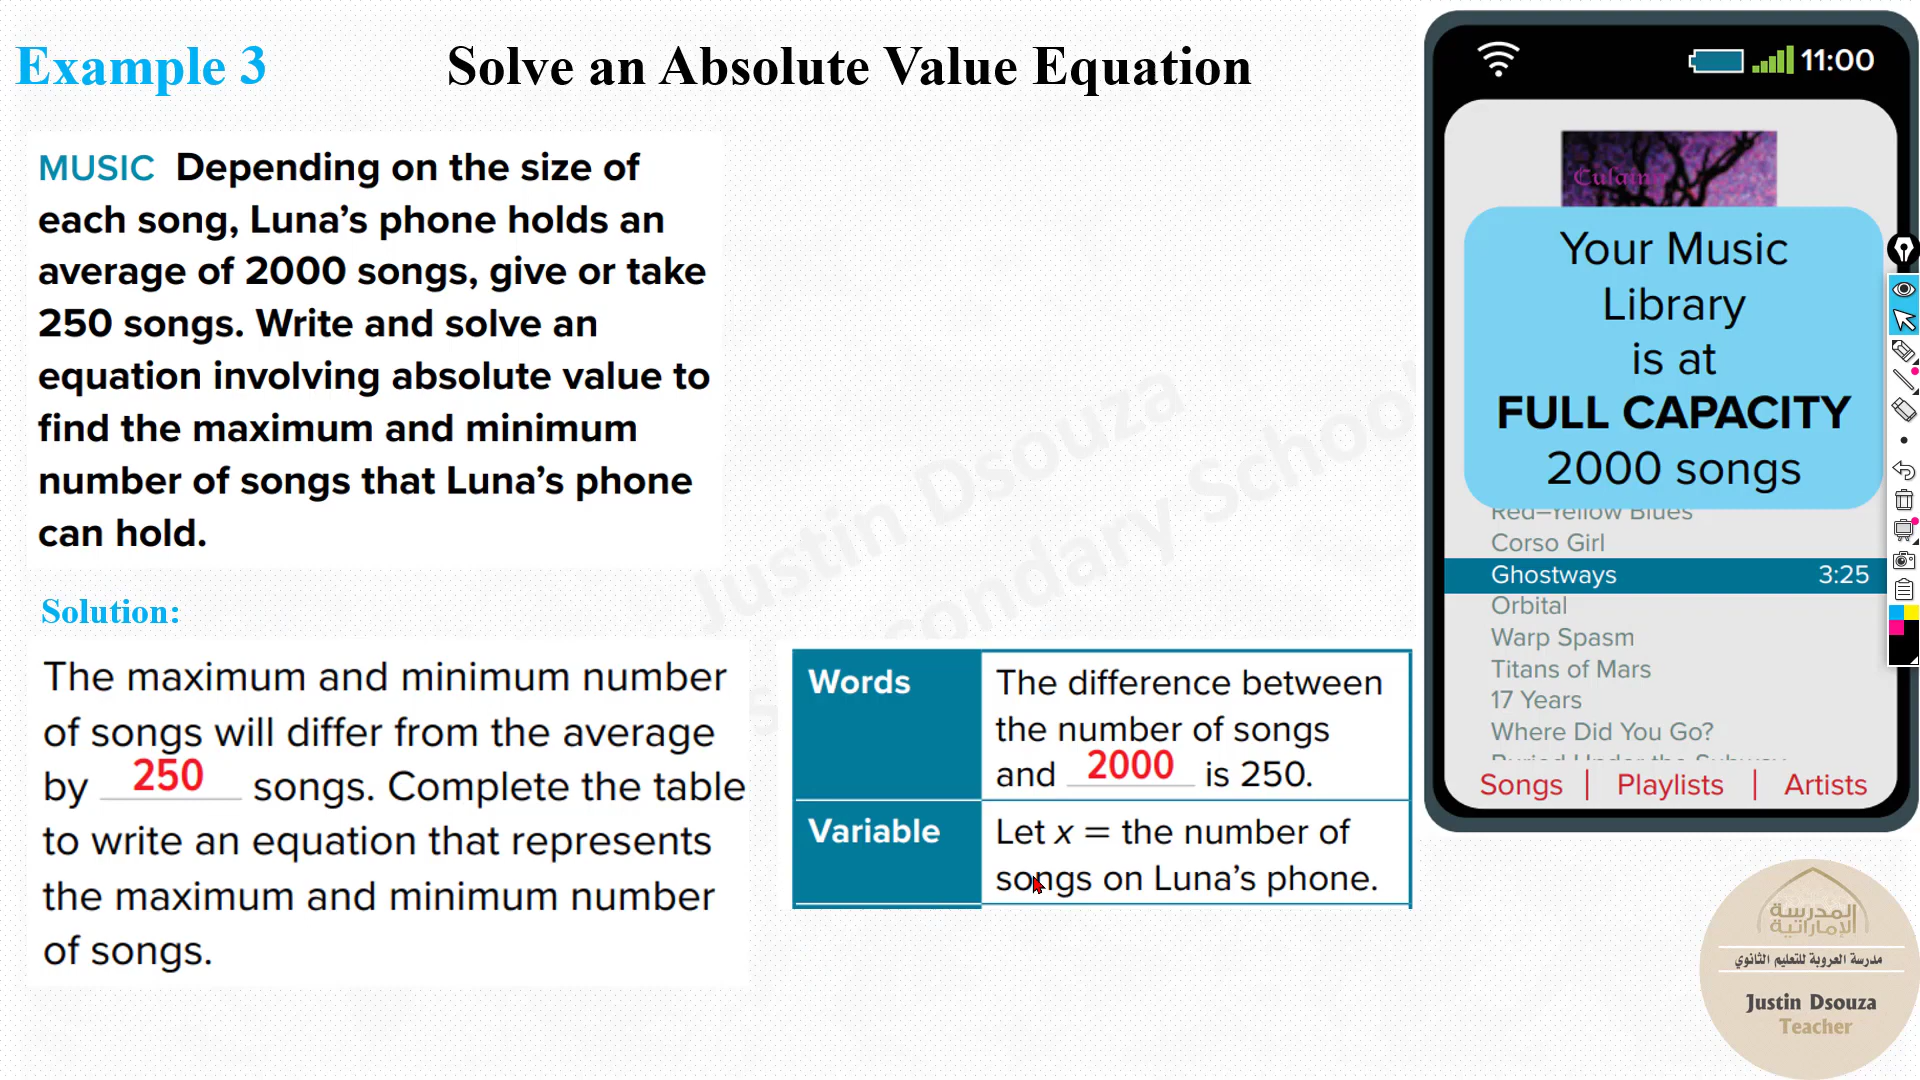 Example 3
Solve an Absolute Value Equation
MUSIC Depending on the size of
each song, Luna’s phone holds an
average of 2000 songs, give or take
250 songs. Write and solve an
equation involving absolute value to
find the maximum and minimum
number of songs that Luna’s phone
can hold.
Solution:
The maximum and minimum number
of songs will differ from the average
by 250 songs. Complete the table
to write an equation that represents
the maximum and minimum number
of songs.
Words
The difference between
the number of songs
and 2000 is 250.
Variable
Let x = the number of
songs on Luna’s phone.
Justin Dsouza
11:00
Your Music
Library
is at
FULL CAPACITY
2000 songs
Red–Yellow Blues
Corso Girl
Ghostways 3:25
Orbital
Warp Spasm
Titans of Mars
17 Years
Where Did You Go?
Buried Under the Subway
Songs | Playlists | Artists
المدرسة
الإماراتية
مدرسة العروبة للتعليم الثانوي
Justin Dsouza
Teacher